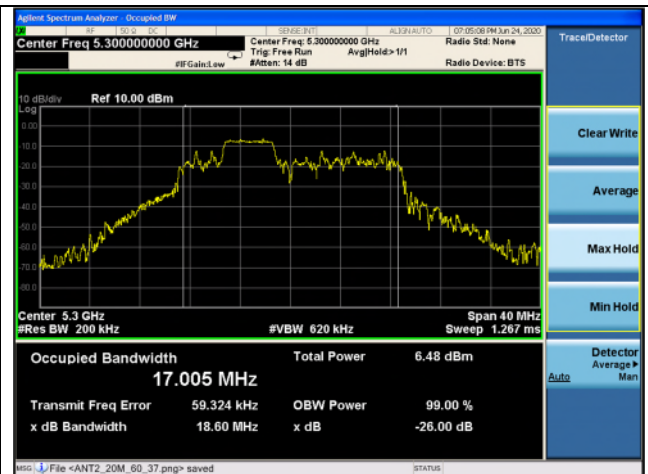 Agilent Spectrum Analyzer - Occupied BW
RF 50 Ω DC SENSE:INT ALIGNAUTO 07:05:08 PM Jun 24, 2020
Center Freq 5.300000000 GHz
Center Freq: 5.300000000 GHz
Radio Std: None
Trig: Free Run Avg|Hold:>1/1
#IFGain:Low
#Atten: 14 dB
Radio Device: BTS
Trace/Detector
10 dB/div Ref 10.00 dBm
Log
0.00
-10.0
-20.0
-30.0
-40.0
-50.0
-60.0
-70.0
-80.0
Clear Write
Average
Max Hold
Min Hold
Center 5.3 GHz
Span 40 MHz
#Res BW 200 kHz
#VBW 620 kHz
Sweep 1.267 ms
Detector
Average▶
Auto Man
Occupied Bandwidth
Total Power 6.48 dBm
17.005 MHz
Transmit Freq Error 59.324 kHz
OBW Power 99.00 %
x dB Bandwidth 18.60 MHz
x dB -26.00 dB
MSG File <ANT2_20M_60_37.png> saved
STATUS